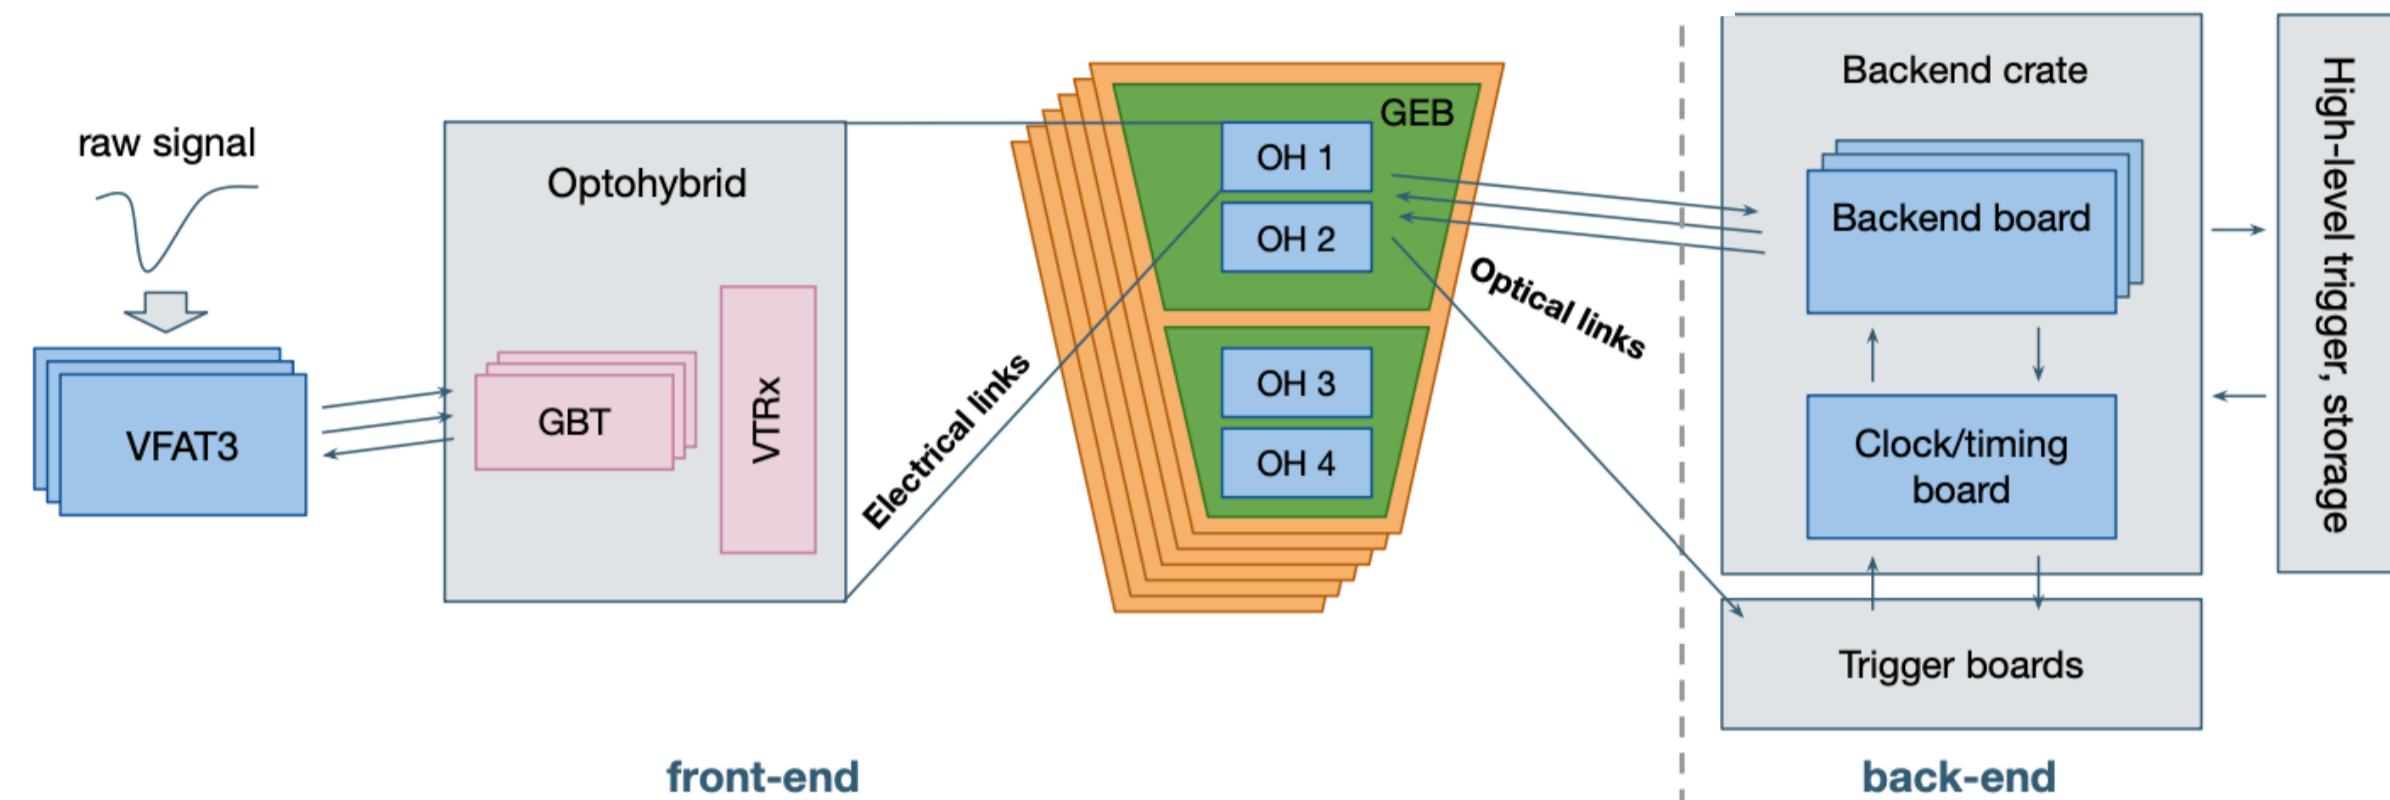 raw signal
VFAT3
Optohybrid
GBT
VTRx
Electrical links
GEB
OH 1
OH 2
OH 3
OH 4
Optical links
Backend crate
Backend board
Clock/timing
board
Trigger boards
High-level trigger, storage
front-end
back-end